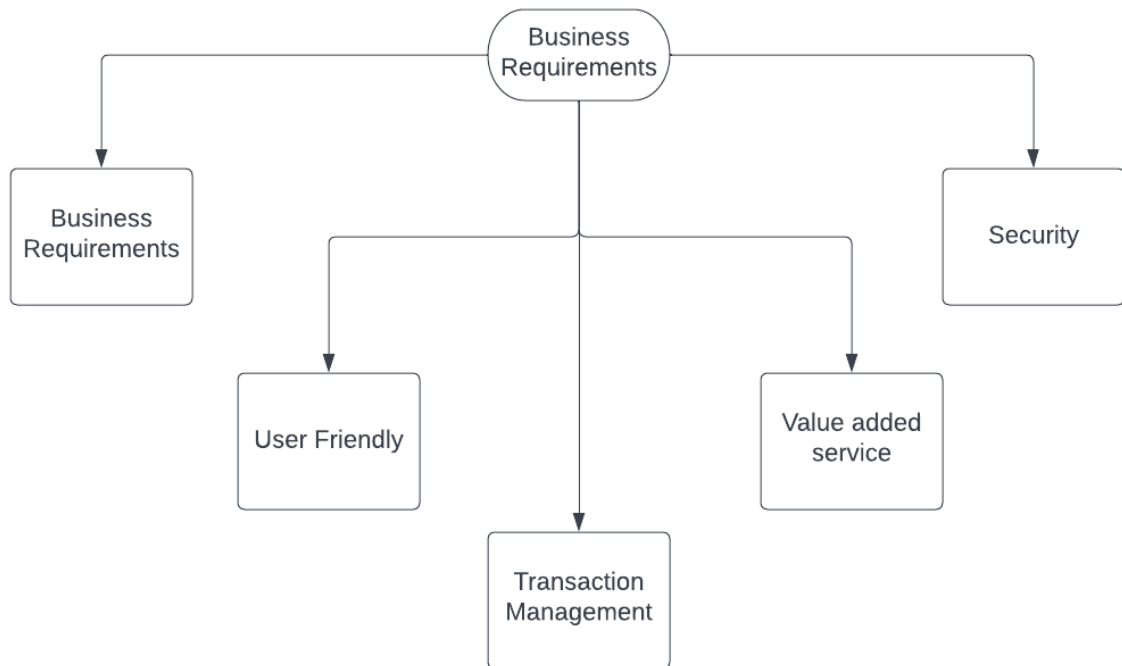 Business
Requirements
Business
Requirements
Security
User Friendly
Value added
service
Transaction
Management